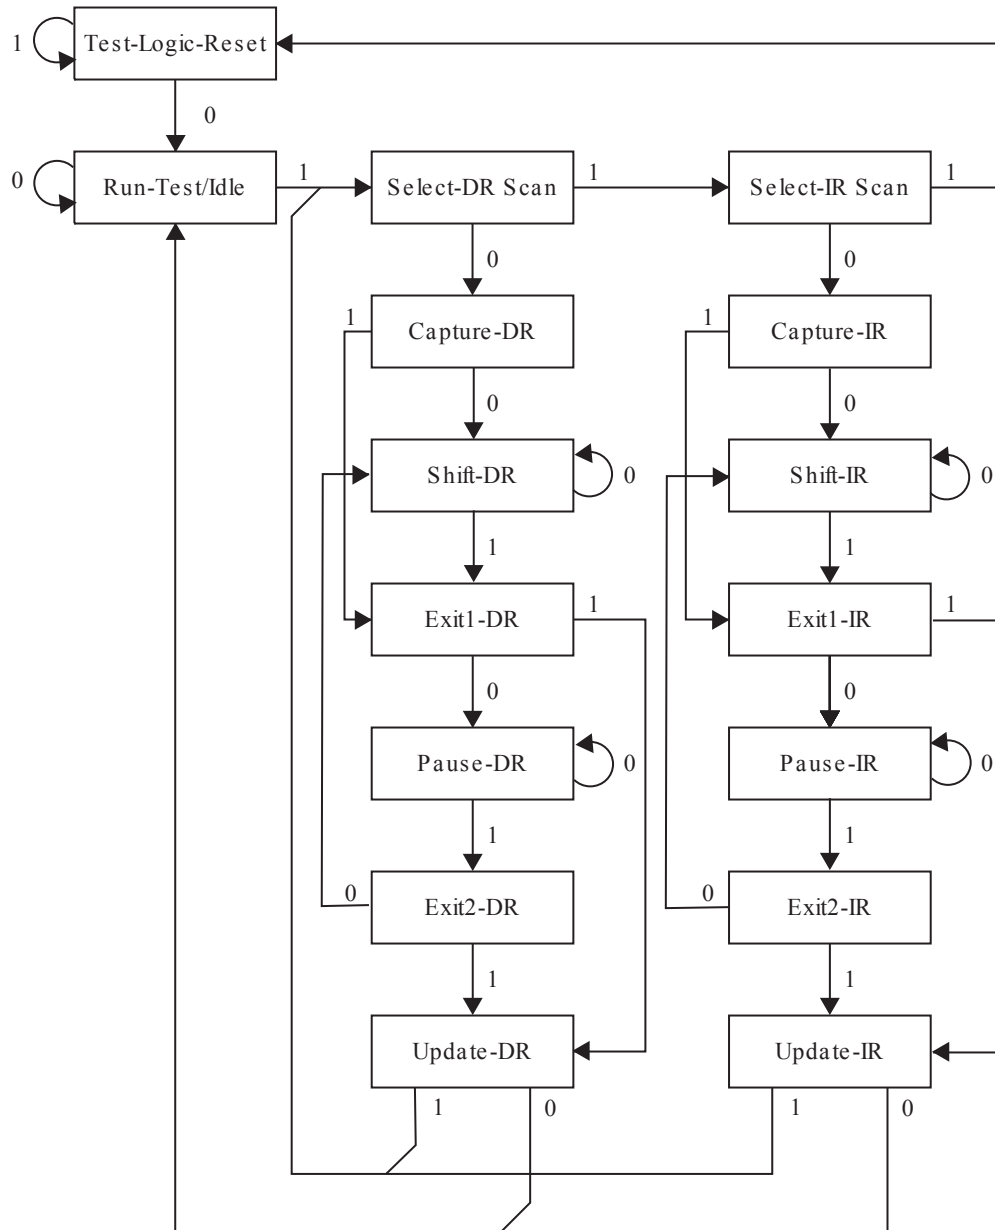 1
Test-Logic-Reset
0
0
Run-Test/Idle
1
Select-DR Scan
1
Select-IR Scan
1
0
0
1
Capture-DR
1
Capture-IR
0
0
Shift-DR
0
Shift-IR
0
1
1
Exit1-DR
1
Exit1-IR
1
0
0
Pause-DR
0
Pause-IR
0
1
1
0
Exit2-DR
0
Exit2-IR
1
1
Update-DR
Update-IR
1
0
1
0